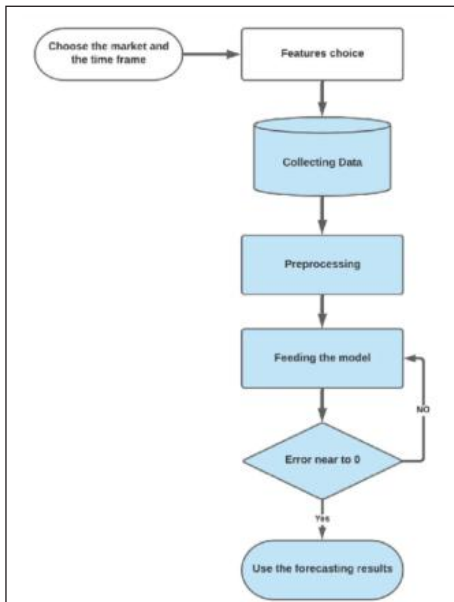 Choose the market and
the time frame
Features choice
Collecting Data
Preprocessing
Feeding the model
NO
Error near to 0
Yes
Use the forecasting results